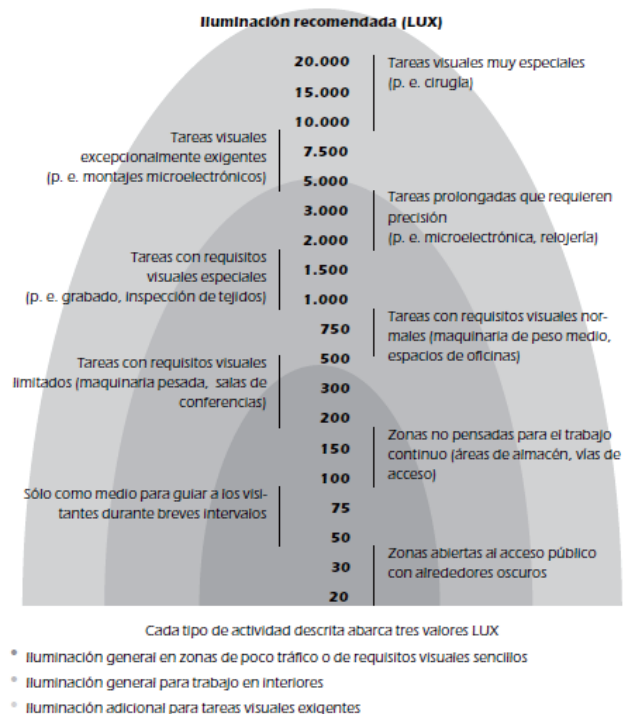 Iluminación recomendada (LUX)
20.000
15.000
10.000
7.500
5.000
3.000
2.000
1.500
1.000
750
500
300
200
150
100
75
50
30
20
Tareas visuales muy especiales
(p. e. cirugía)
Tareas visuales
excepcionalmente exigentes
(p. e. montajes microelectrónicos)
Tareas prolongadas que requieren
precisión
(p. e. microelectrónica, relojería)
Tareas con requisitos
visuales especiales
(p. e. grabado, inspección de tejidos)
Tareas con requisitos visuales nor-
males (maquinaria de peso medio,
espacios de oficinas)
Tareas con requisitos visuales
limitados (maquinaria pesada, salas de
conferencias)
Zonas no pensadas para el trabajo
continuo (áreas de almacén, vías de
acceso)
Sólo como medio para guiar a los visi-
tantes durante breves intervalos
Zonas abiertas al acceso público
con alrededores oscuros
Cada tipo de actividad descrita abarca tres valores LUX
• Iluminación general en zonas de poco tráfico o de requisitos visuales sencillos
• Iluminación general para trabajo en interiores
• Iluminación adicional para tareas visuales exigentes